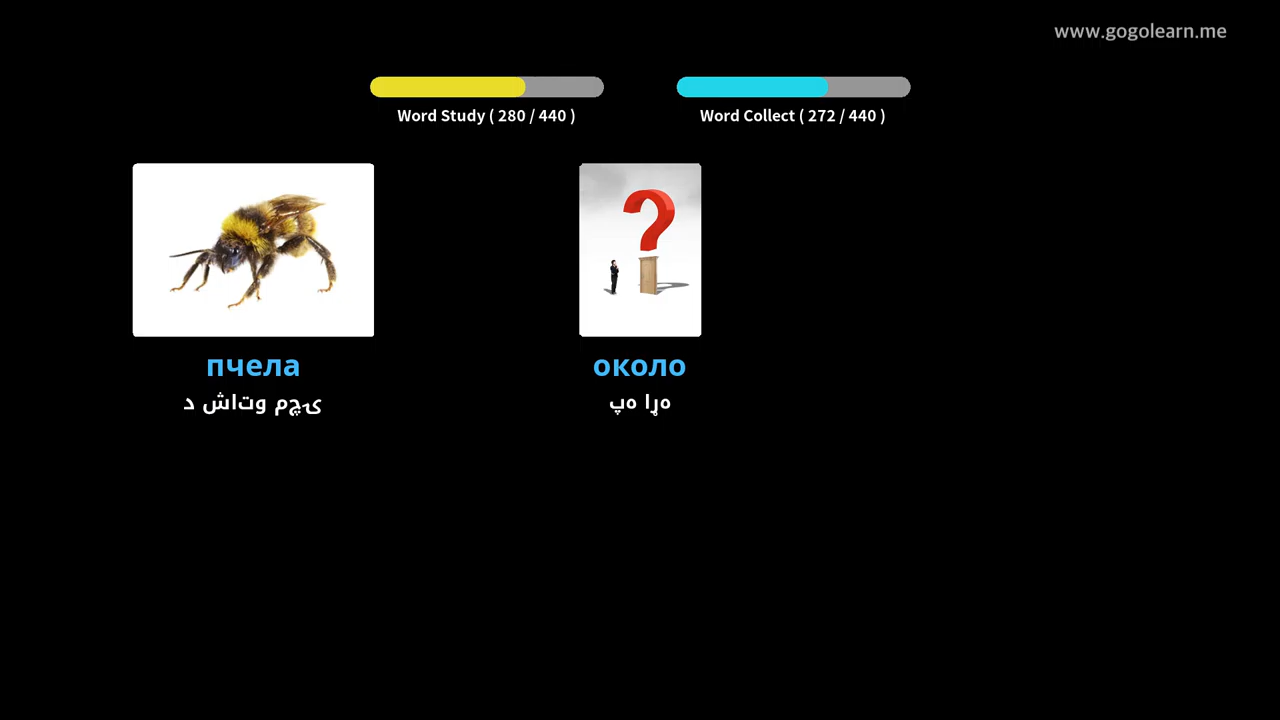 www.gogolearn.me
Word Study ( 280 / 440 )
Word Collect ( 272 / 440 )
пчела
د شاتو مچۍ
около
په اړه